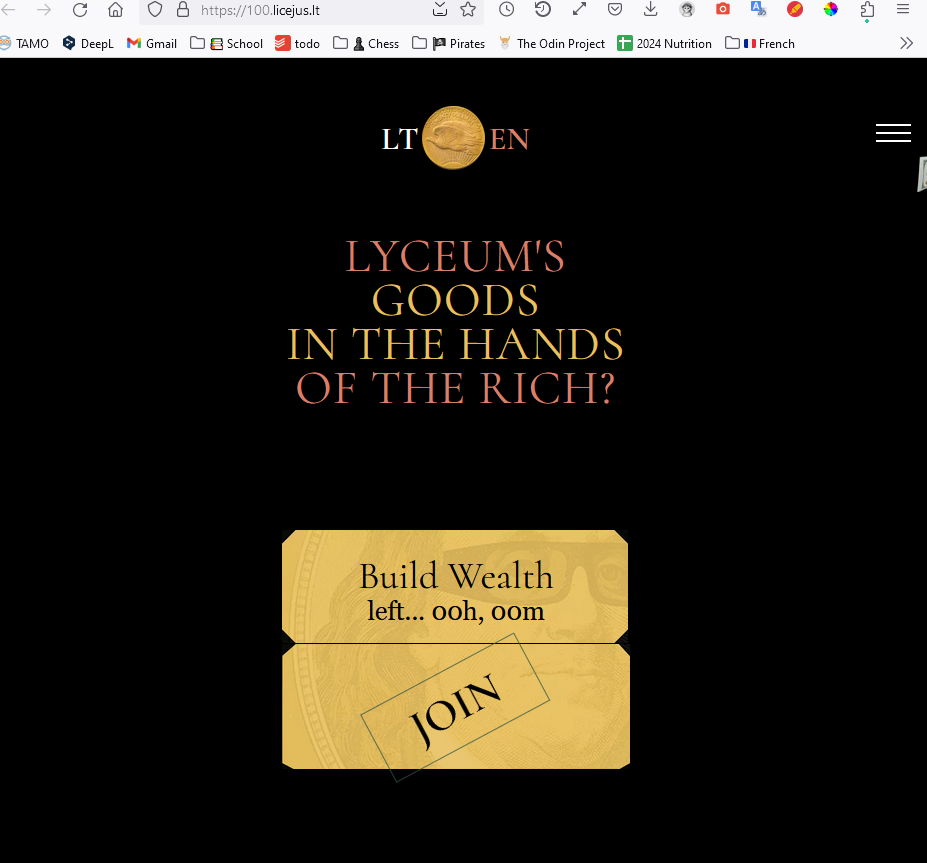 https://100.licejus.lt
TAMO DeepL Gmail School todo Chess Pirates The Odin Project 2024 Nutrition French
LT EN
LYCEUM'S
GOODS
IN THE HANDS
OF THE RICH?
Build Wealth
left... 00h, 00m
JOIN